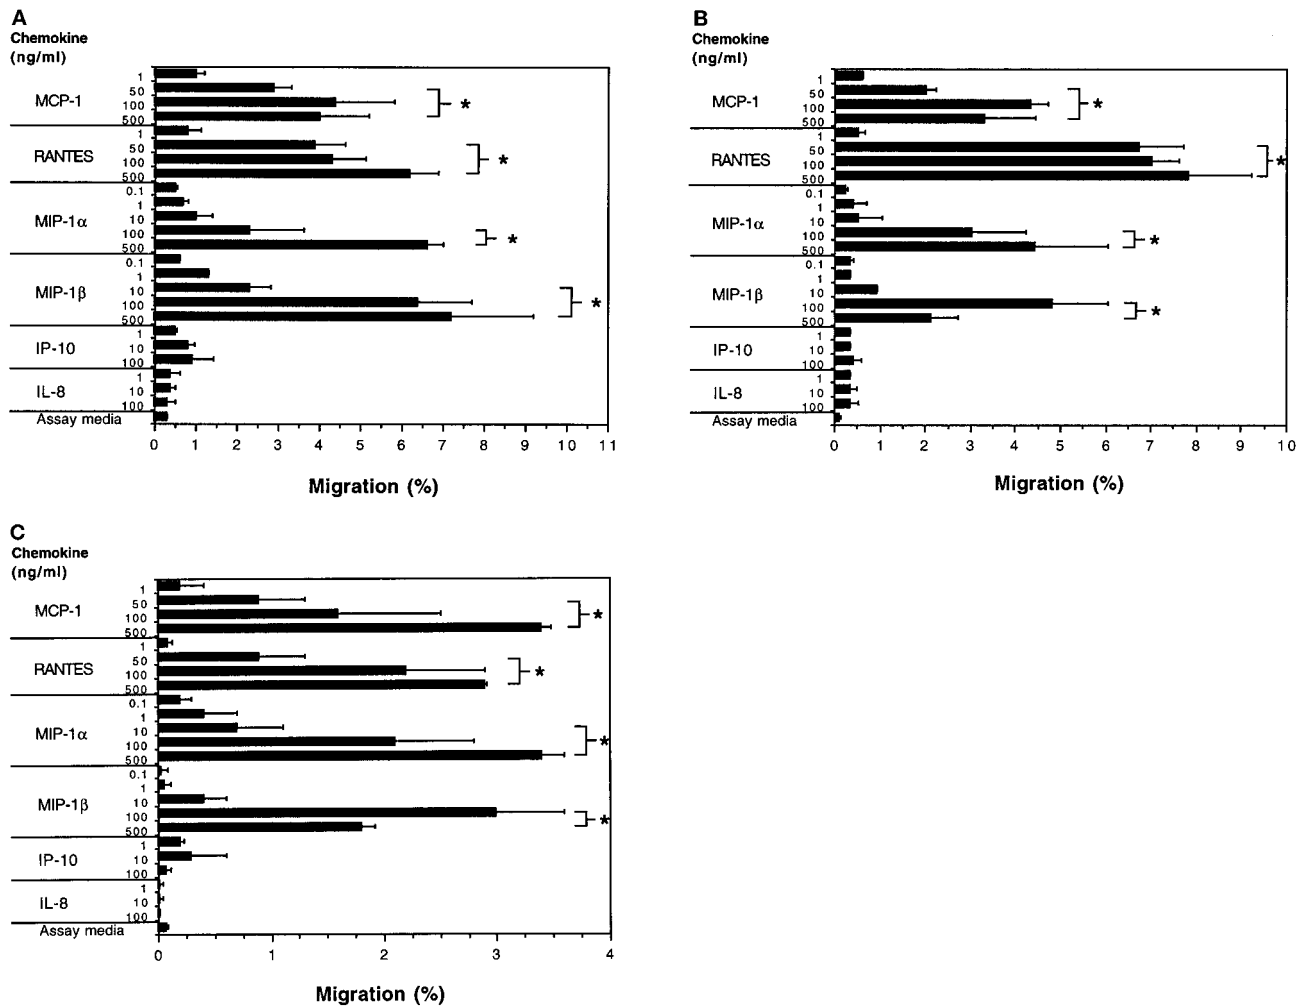 A
Chemokine
(ng/ml)
MCP-1
1
50
100
500
*
RANTES
1
50
100
500
*
MIP-1α
0.1
1
10
100
500
*
MIP-1β
0.1
1
10
100
500
*
IP-10
1
10
100
IL-8
1
10
100
Assay media
0 1 2 3 4 5 6 7 8 9 10 11
Migration (%)
B
Chemokine
(ng/ml)
MCP-1
1
50
100
500
*
RANTES
1
50
100
500
*
MIP-1α
0.1
1
10
100
500
*
MIP-1β
0.1
1
10
100
500
*
IP-10
1
10
100
IL-8
1
10
100
Assay media
0 1 2 3 4 5 6 7 8 9 10
Migration (%)
C
Chemokine
(ng/ml)
MCP-1
1
50
100
500
*
RANTES
1
50
100
500
*
MIP-1α
0.1
1
10
100
500
*
MIP-1β
0.1
1
10
100
500
*
IP-10
1
10
100
IL-8
1
10
100
Assay media
0 1 2 3 4
Migration (%)